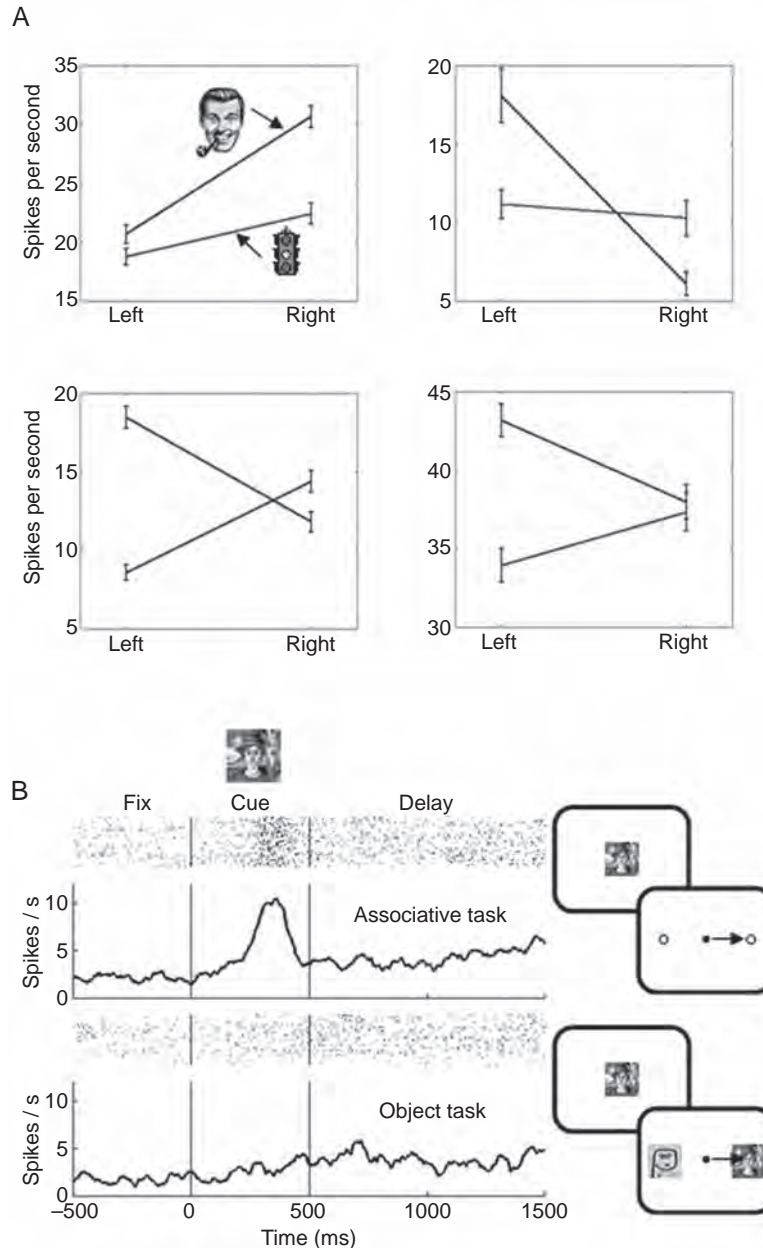 A
Spikes per second
35
30
25
20
15
Left Right
20
15
10
5
Left Right
Spikes per second
20
15
10
5
Left Right
45
40
35
30
Left Right
B
Fix Cue Delay
Spikes / s
10
5
0
Associative task
Spikes / s
10
5
0
Object task
–500 0 500 1000 1500
Time (ms)